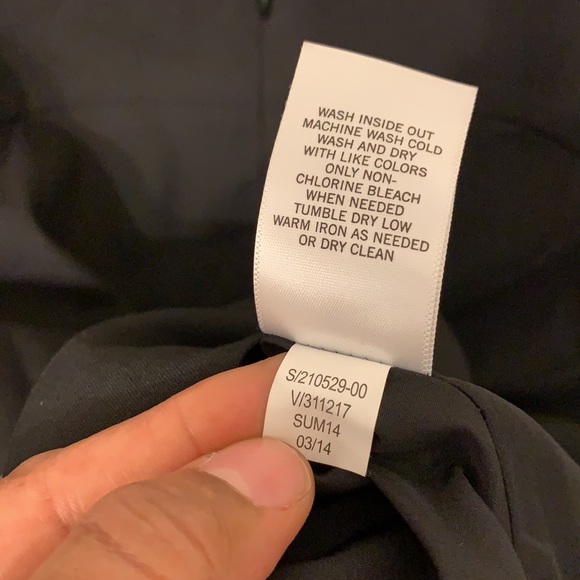 WASH INSIDE OUT
MACHINE WASH COLD
WASH AND DRY
WITH LIKE COLORS
ONLY NON-
CHLORINE BLEACH
WHEN NEEDED
TUMBLE DRY LOW
WARM IRON AS NEEDED
OR DRY CLEAN
S/210529-00
V/311217
SUM14
03/14